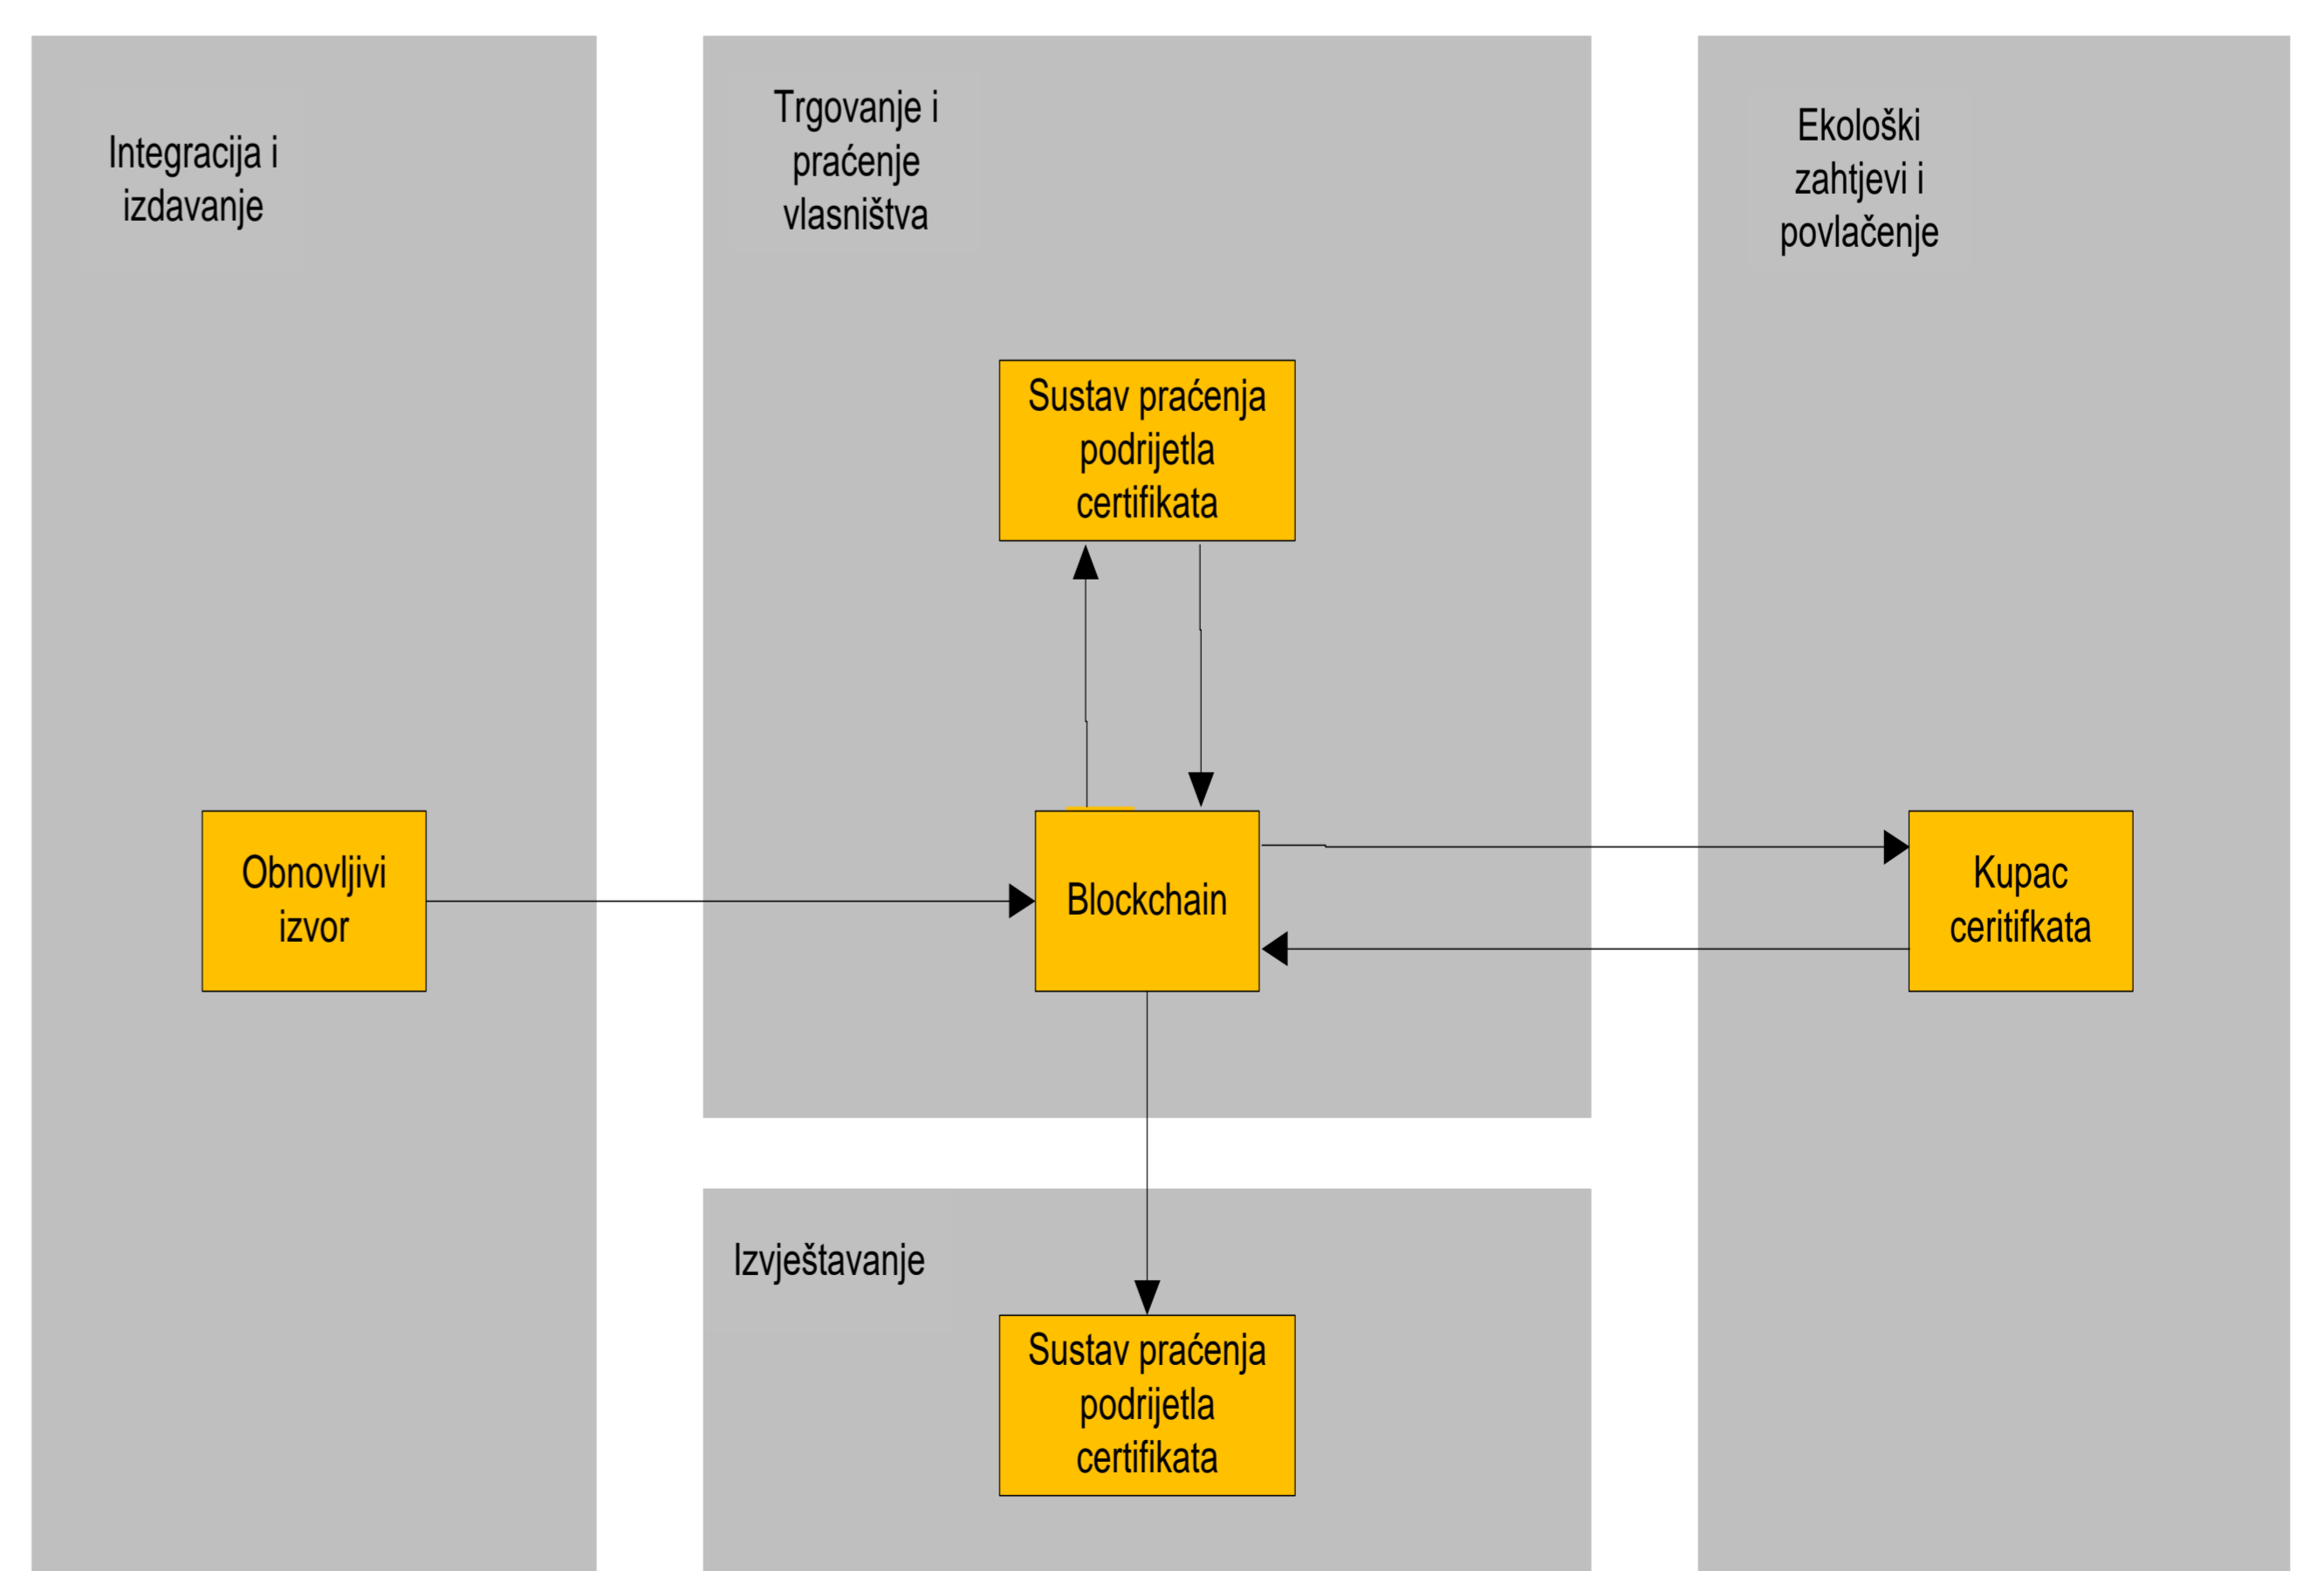 Integracija i
izdavanje
Trgovanje i
praćenje
vlasništva
Ekološki
zahtjevi i
povlačenje
Sustav praćenja
podrijetla
certifikata
Obnovljivi
izvor
Blockchain
Kupac
ceritifkata
Izvještavanje
Sustav praćenja
podrijetla
certifikata